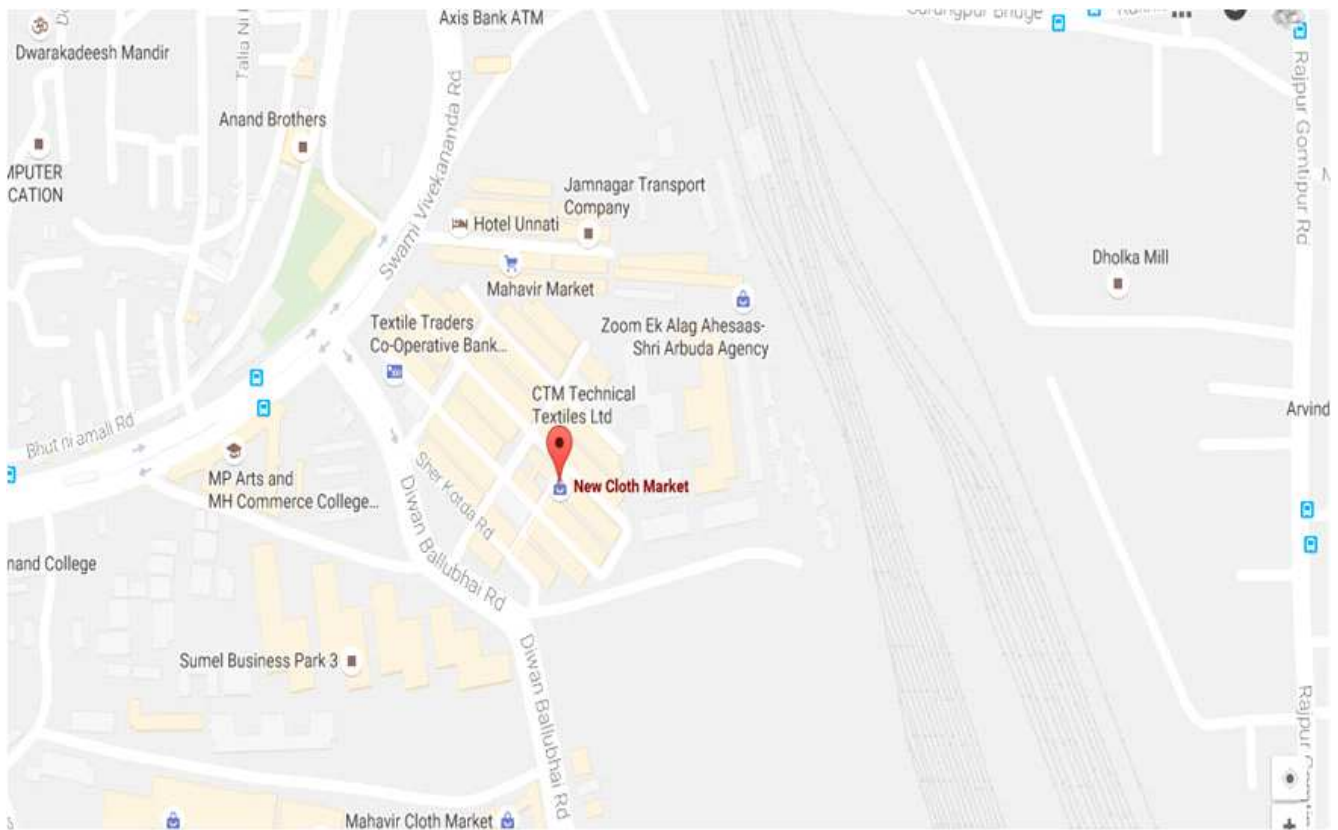 Axis Bank ATM
Dwarakadeesh Mandir
Talia Ni
Anand Brothers
MPUTER
CATION
Swami Vivekananda Rd
Jamnagar Transport
Company
Hotel Unnati
Mahavir Market
Rajpur Gomtipur Rd
Dholka Mill
Textile Traders
Co-Operative Bank...
Zoom Ek Alag Ahesaas-
Shri Arbuda Agency
CTM Technical
Textiles Ltd
Arvind
Bhut ni amali Rd
MP Arts and
MH Commerce College...
Sher Kotda Rd
New Cloth Market
Diwan Ballubhai Rd
nand College
Sumel Business Park 3
Diwan Ballubhai Rd
Rajpur
Mahavir Cloth Market